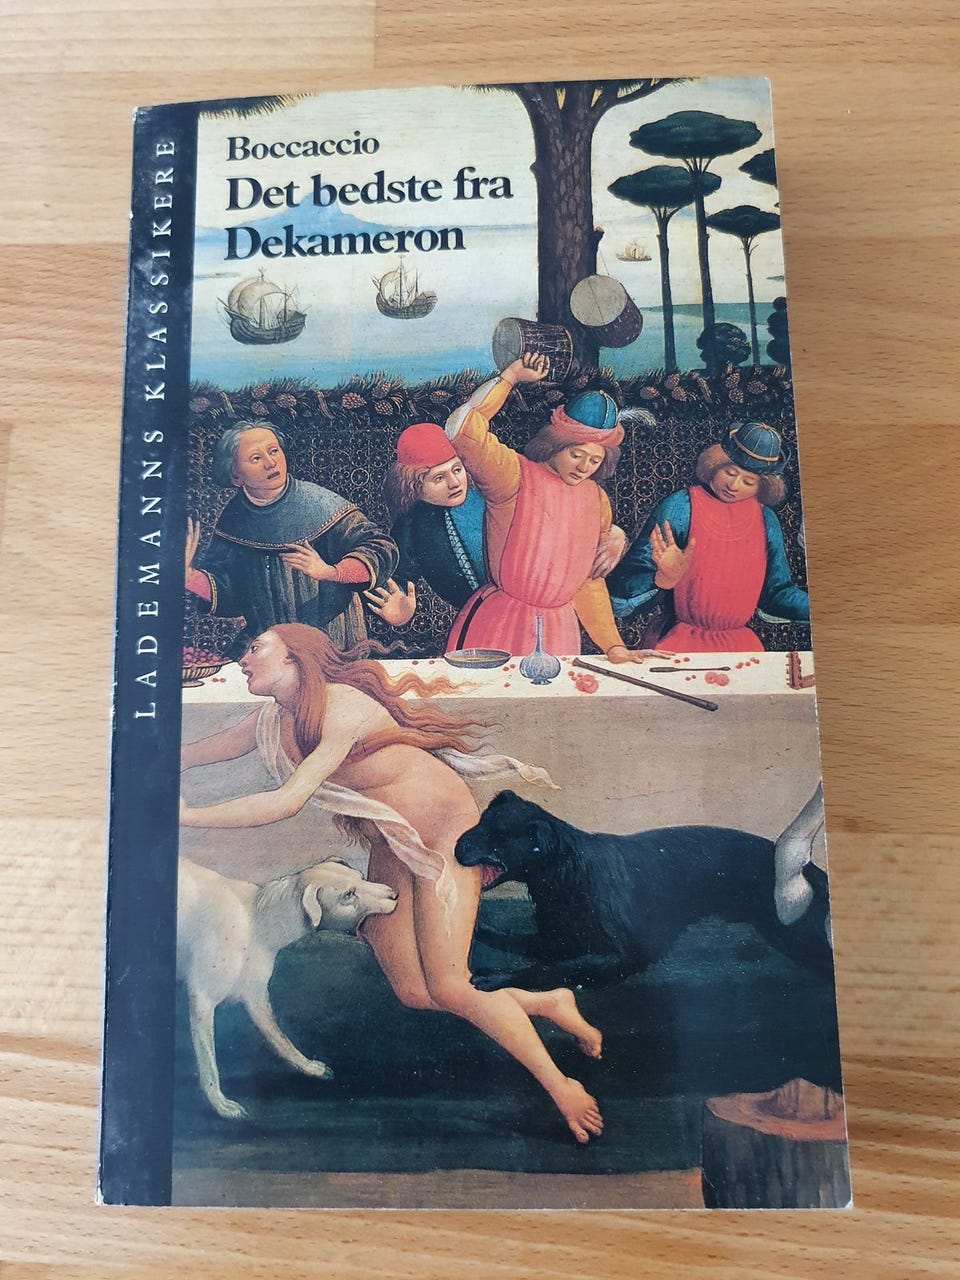 Boccaccio
Det bedste fra
Dekameron
LADEMANNS KLASSIKERE